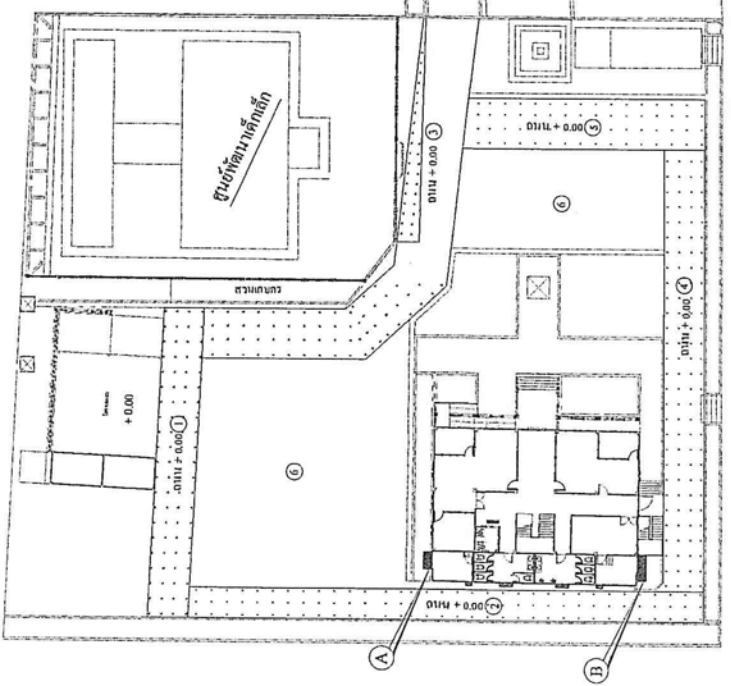 ศูนย์พัฒนาเด็กเล็ก
ถนน + 0.00 3
ถนน + 0.00 5
6
สวนเกษตร
ถนน + 0.00 4
+ 0.00
ถนน + 0.00 1
6
ถนน + 0.00 2
A
B